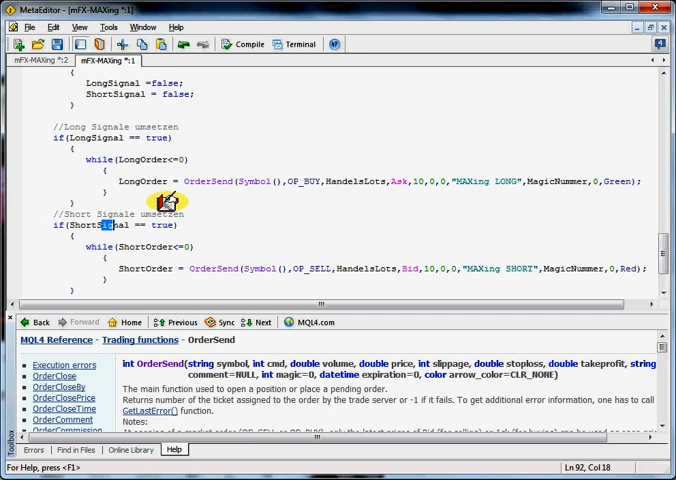 MetaEditor - [mFX-MAXing *:1]
File Edit Search View Tools Window Help
Compile Terminal 4
mFX-MAXing *:2 mFX-MAXing *:1
{
LongSignal =false;
ShortSignal = false;
}
//Long Signale umsetzen
if(LongSignal == true)
{
while(LongOrder<=0)
{
LongOrder = OrderSend(Symbol(),OP_BUY,HandelsLots,Ask,10,0,0,"MAXing LONG",MagicNummer,0,Green);
}
}
//Short Signale umsetzen
if(ShortSignal == true)
{
while(ShortOrder<=0)
{
ShortOrder = OrderSend(Symbol(),OP_SELL,HandelsLots,Bid,10,0,0,"MAXing SHORT",MagicNummer,0,Red);
}
}
Back Forward Home Previous Sync Next MQL4.com
MQL4 Reference : Trading functions - OrderSend
Execution errors
OrderClose
OrderCloseBy
OrderClosePrice
OrderCloseTime
OrderComment
OrderCommission
int OrderSend(string symbol, int cmd, double volume, double price, int slippage, double stoploss, double takeprofit, string
comment=NULL, int magic=0, datetime expiration=0, color arrow_color=CLR_NONE)
The main function used to open a position or place a pending order.
Returns number of the ticket assigned to the order by the trade server or -1 if it fails. To get additional error information, one has to call
GetLastError() function.
Notes:
Toolbox
Errors Find in Files Online Library Help
For Help, press <F1> Ln 92, Col 18